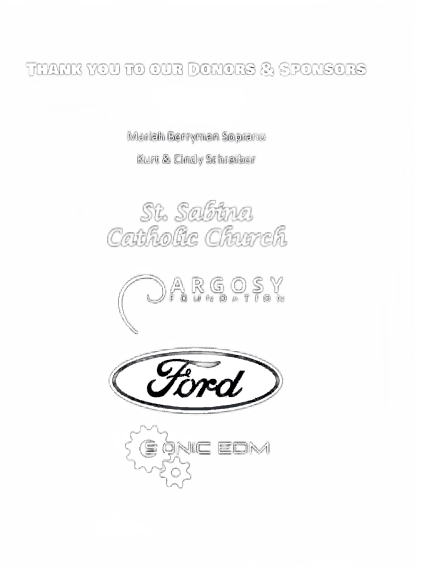 THANK YOU TO OUR DONORS & SPONSORS
Mariah Berryman Sopranu
Kurt & Cindy Schreiber
St. Sabina
Catholic Church
ARGOSY
FOUNDATION
Ford
SONIC EDM